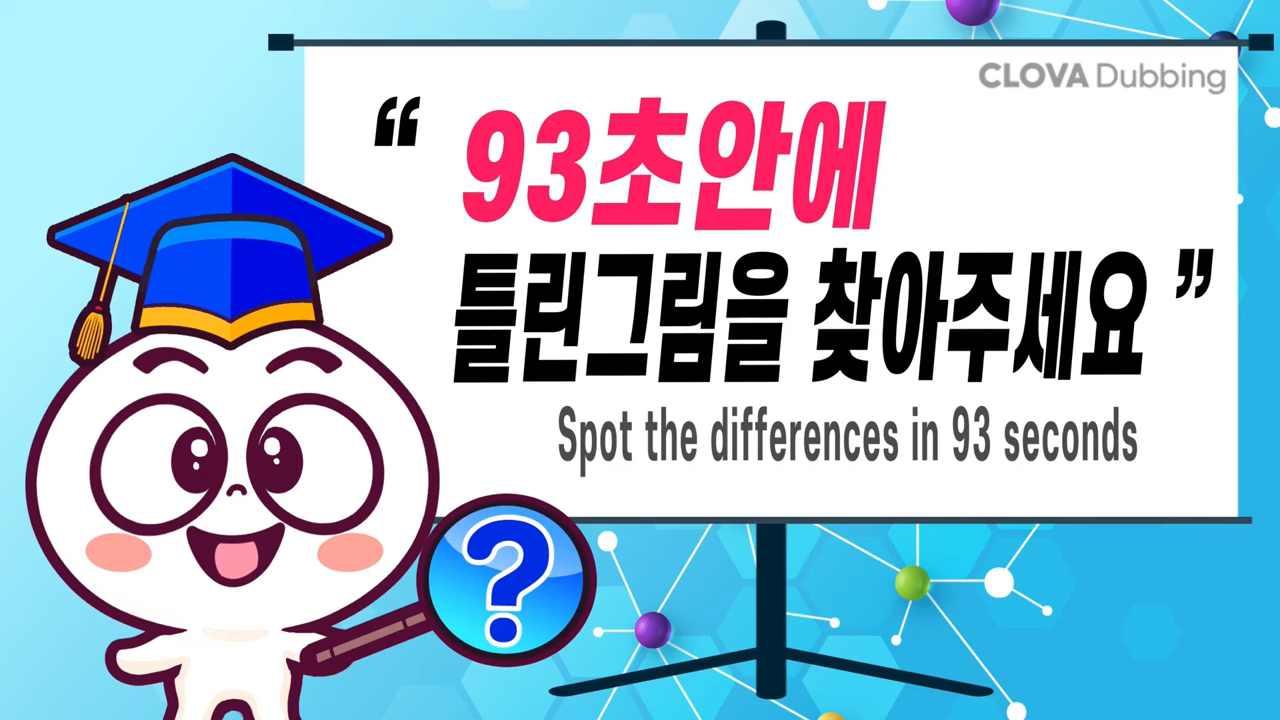 CLOVA Dubbing
“ 93초안에
틀린그림을 찾아주세요 ”
Spot the differences in 93 seconds
?